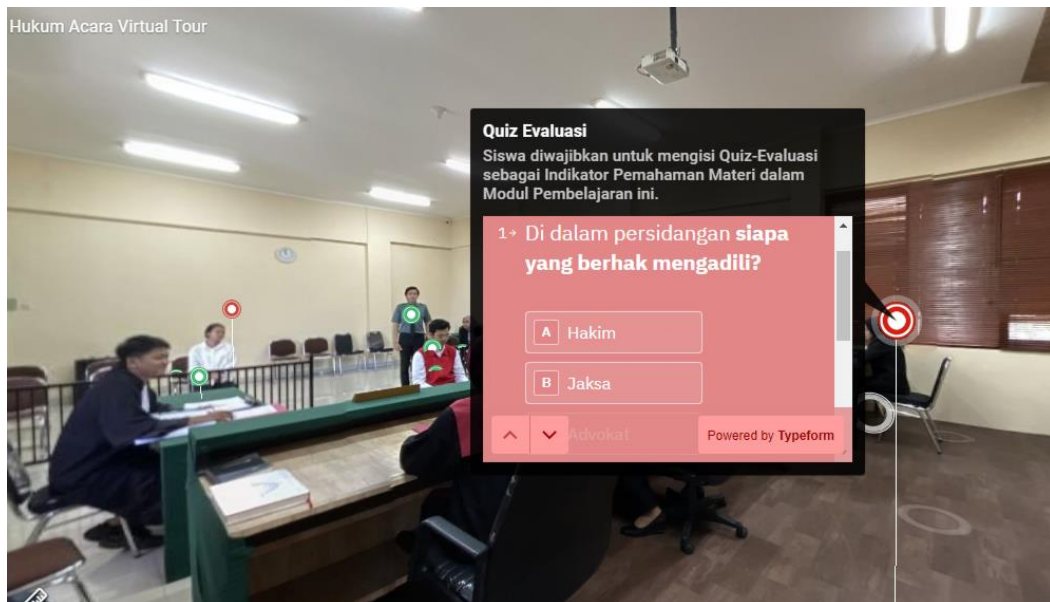 Hukum Acara Virtual Tour
Quiz Evaluasi
Siswa diwajibkan untuk mengisi Quiz-Evaluasi
sebagai Indikator Pemahaman Materi dalam
Modul Pembelajaran ini.
1→ Di dalam persidangan siapa
yang berhak mengadili?
A Hakim
B Jaksa
Advokat
Powered by Typeform